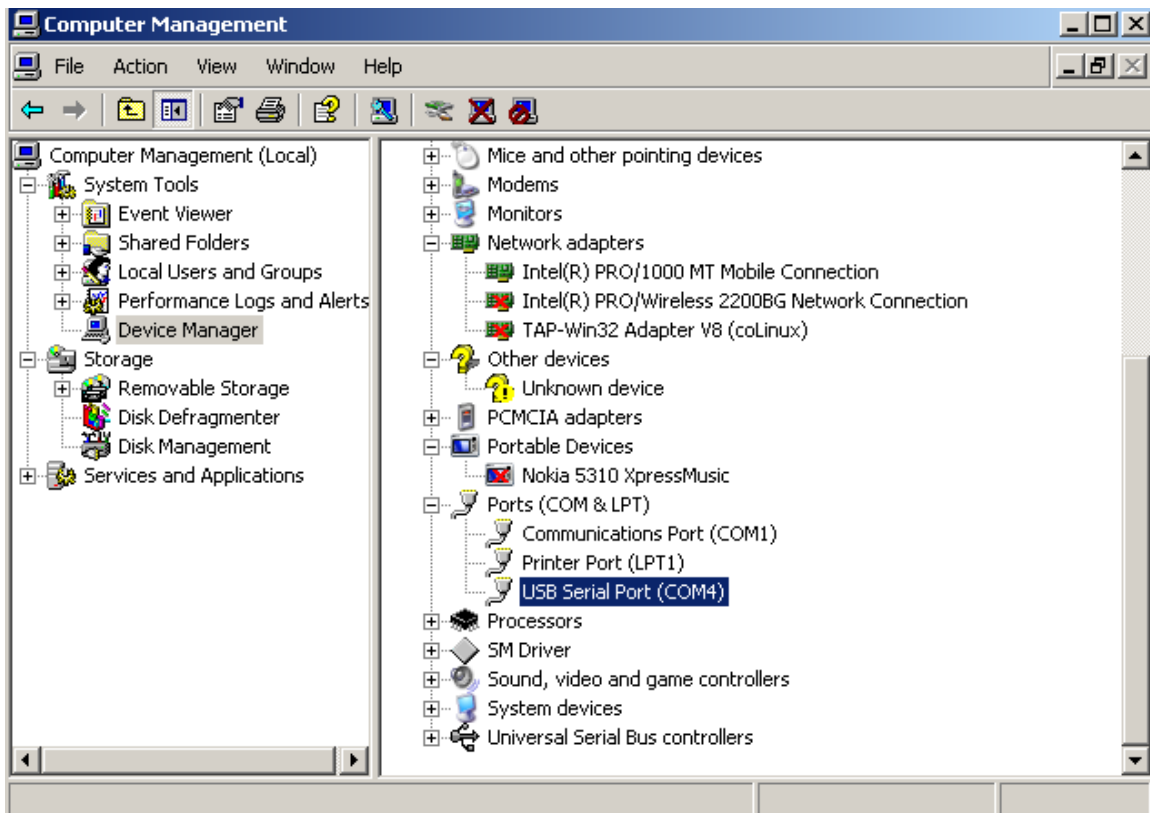 Computer Management
File Action View Window Help
Computer Management (Local)
System Tools
Event Viewer
Shared Folders
Local Users and Groups
Performance Logs and Alerts
Device Manager
Storage
Removable Storage
Disk Defragmenter
Disk Management
Services and Applications
Mice and other pointing devices
Modems
Monitors
Network adapters
Intel(R) PRO/1000 MT Mobile Connection
Intel(R) PRO/Wireless 2200BG Network Connection
TAP-Win32 Adapter V8 (coLinux)
Other devices
Unknown device
PCMCIA adapters
Portable Devices
Nokia 5310 XpressMusic
Ports (COM & LPT)
Communications Port (COM1)
Printer Port (LPT1)
USB Serial Port (COM4)
Processors
SM Driver
Sound, video and game controllers
System devices
Universal Serial Bus controllers